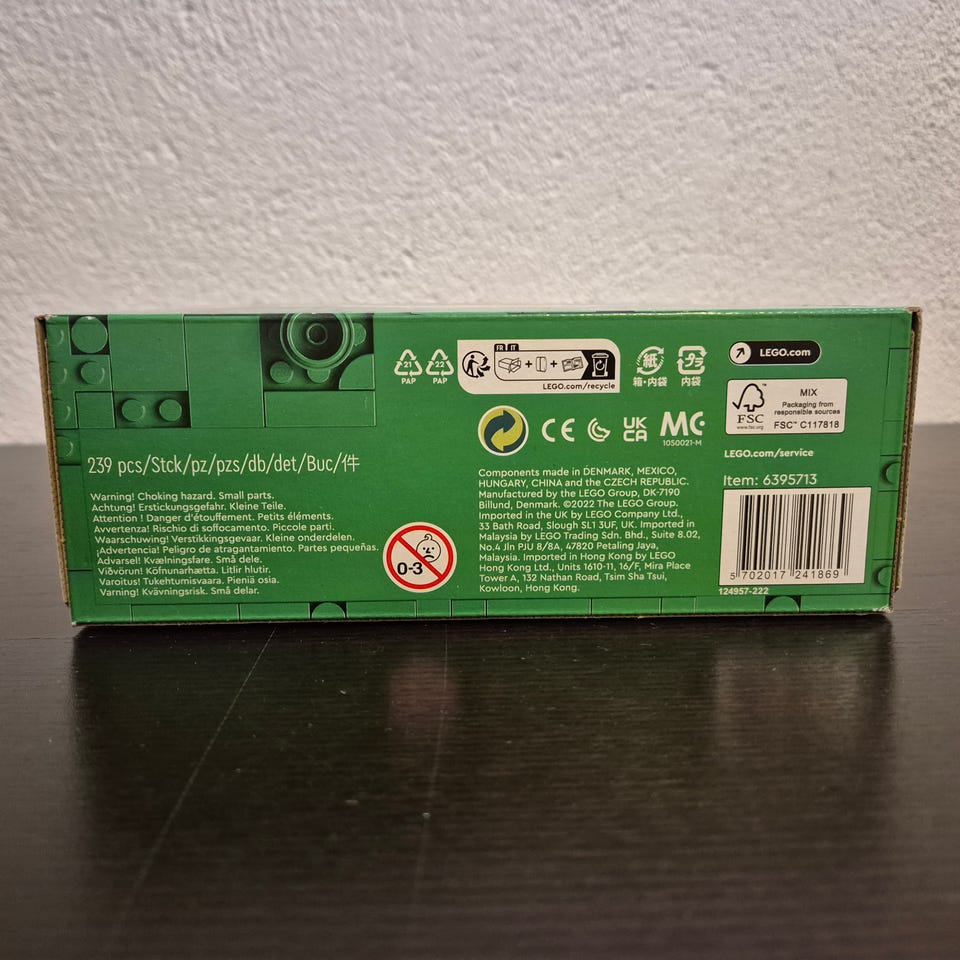 239 pcs/Stck/pz/pzs/db/det/Buc/件
Warning! Choking hazard. Small parts.
Achtung! Erstickungsgefahr. Kleine Teile.
Attention ! Danger d'étouffement. Petits éléments.
Avvertenza! Rischio di soffocamento. Piccole parti.
Waarschuwing! Verstikkingsgevaar. Kleine onderdelen.
¡Advertencia! Peligro de atragantamiento. Partes pequeñas.
Advarsel! Kvælningsfare. Små dele.
Viðvörun! Köfnunarhætta. Litlir hlutir.
Varoitus! Tukehtumisvaara. Pieniä osia.
Varning! Kvävningsrisk. Små delar.
0-3
21
PAP
22
PAP
FR IT
+ +
LEGO.com/recycle
紙
箱・内袋
プラ
内袋
CE
UK
CA
MC
1050021-M
Components made in DENMARK, MEXICO,
HUNGARY, CHINA and the CZECH REPUBLIC.
Manufactured by the LEGO Group, DK-7190
Billund, Denmark. ©2022 The LEGO Group.
Imported in the UK by LEGO Company Ltd.,
33 Bath Road, Slough SL1 3UF, UK. Imported in
Malaysia by LEGO Trading Sdn. Bhd., Suite 8.02,
No.4 Jln PJU 8/8A, 47820 Petaling Jaya,
Malaysia. Imported in Hong Kong by LEGO
Hong Kong Ltd., Units 1610-11, 16/F, Mira Place
Tower A, 132 Nathan Road, Tsim Sha Tsui,
Kowloon, Hong Kong.
LEGO.com
FSC
www.fsc.org
MIX
Packaging from
responsible sources
FSC™ C117818
LEGO.com/service
Item: 6395713
5 702017 241869
124957-222